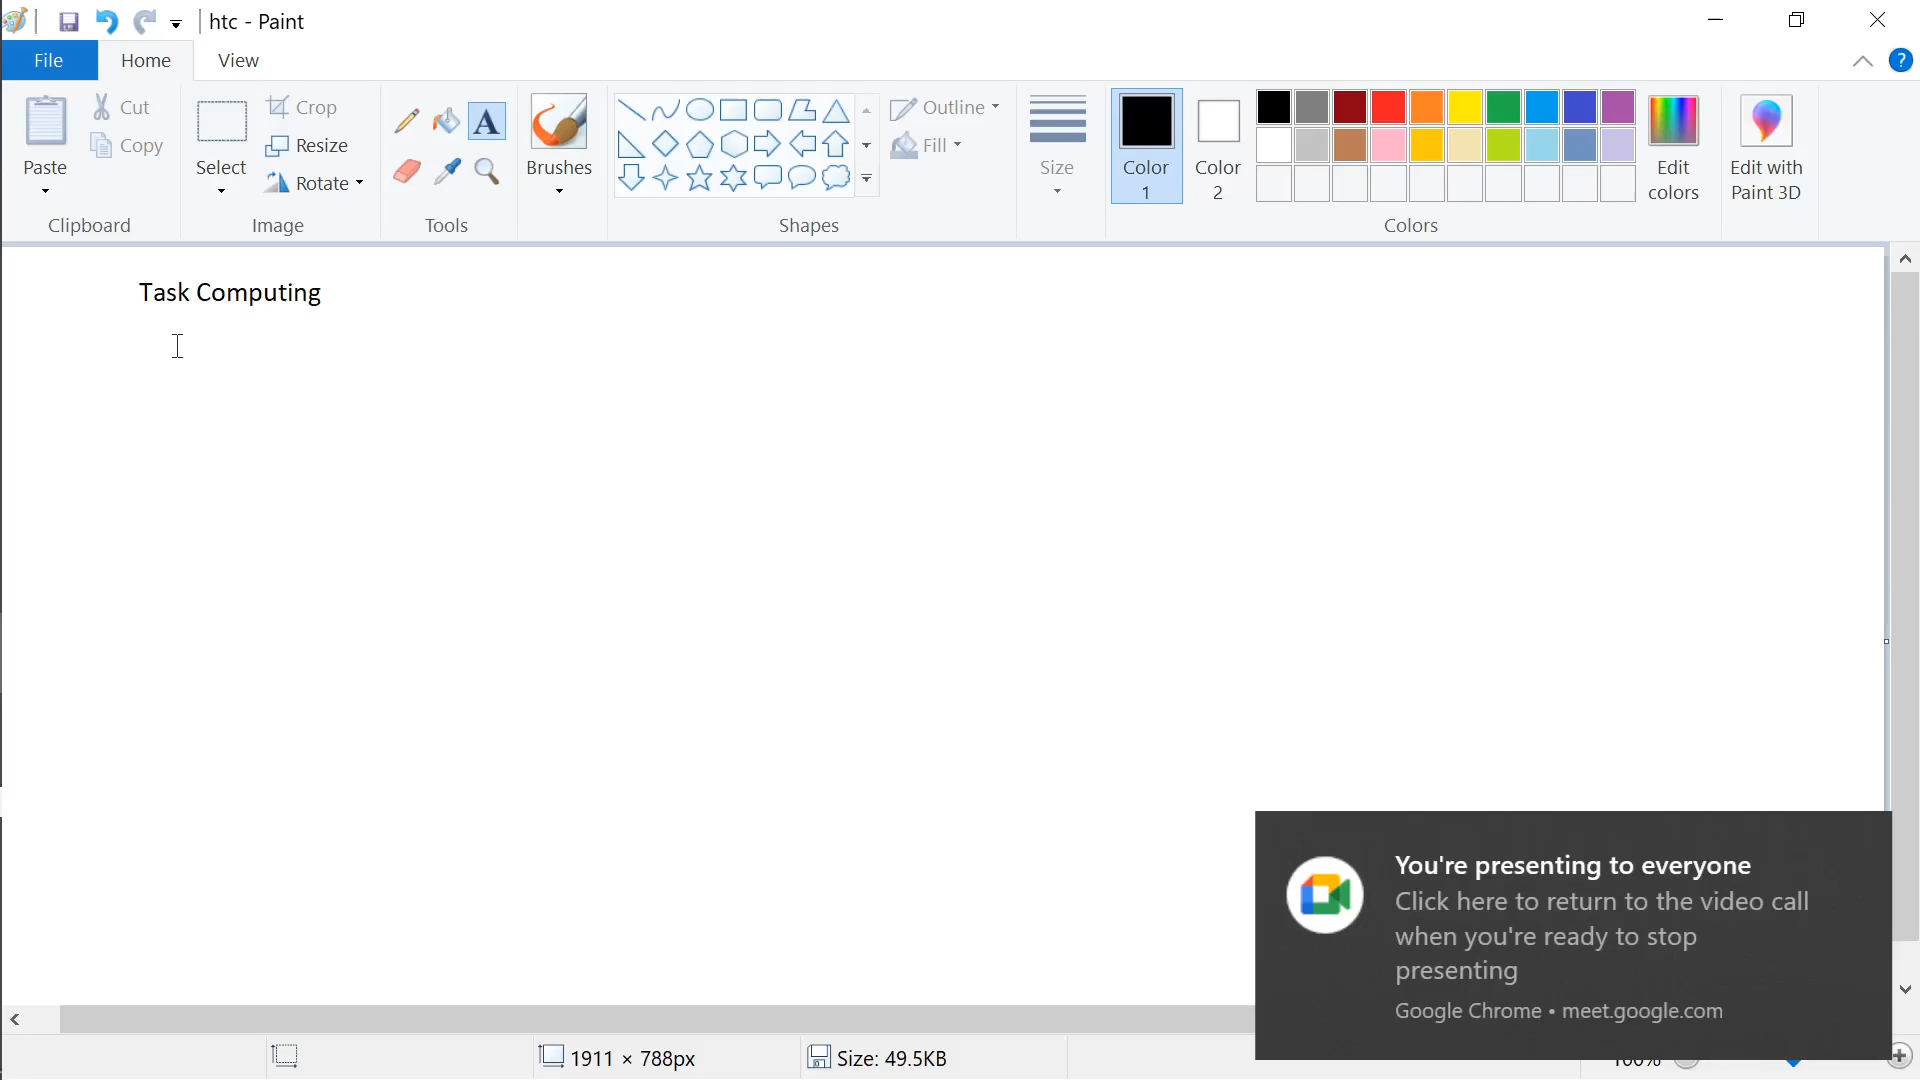 htc - Paint
File Home View
Cut
Copy
Paste
Clipboard
Select
Crop
Resize
Rotate
Image
A
Tools
Brushes
Shapes
Outline
Fill
Size
Color 1
Color 2
Edit colors
Colors
Edit with Paint 3D
?
Task Computing
You're presenting to everyone
Click here to return to the video call
when you're ready to stop
presenting
Google Chrome • meet.google.com
1911 × 788px
Size: 49.5KB
100%